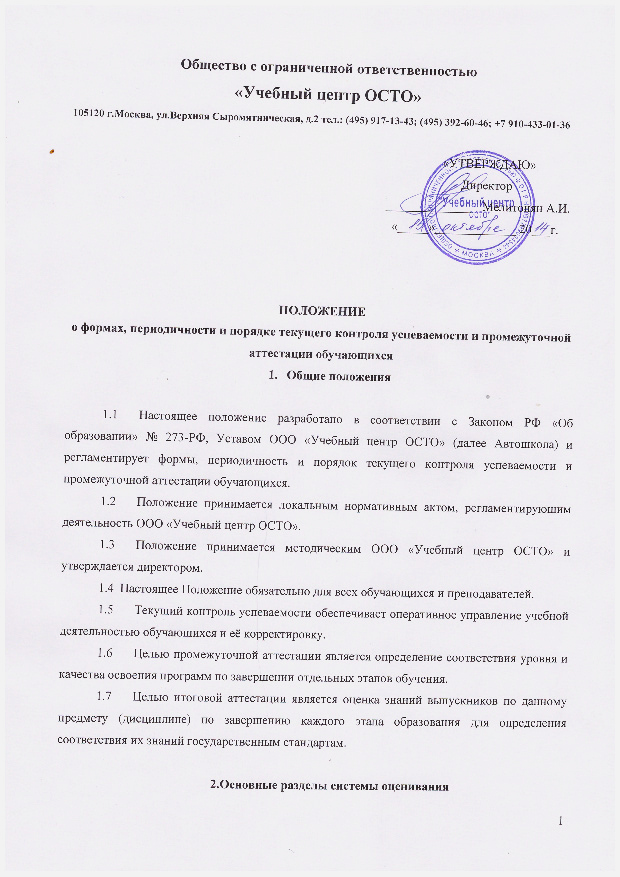 Общество с ограниченной ответственностью
«Учебный центр ОСТО»
105120 г.Москва, ул.Верхняя Сыромятническая, д.2 тел.: (495) 917-13-43; (495) 392-60-46; +7 910-433-01-36
«УТВЕРЖДАЮ»
Директор
Мелитонян А.И.
« октября 2014 г.
Учебный центр
ОСТО
МОСКВА
ПОЛОЖЕНИЕ
о формах, периодичности и порядке текущего контроля успеваемости и промежуточной
аттестации обучающихся
1. Общие положения
1.1 Настоящее положение разработано в соответствии с Законом РФ «Об
образовании» № 273-РФ, Уставом ООО «Учебный центр ОСТО» (далее Автошкола) и
регламентирует формы, периодичность и порядок текущего контроля успеваемости и
промежуточной аттестации обучающихся.
1.2 Положение принимается локальным нормативным актом, регламентирующим
деятельность ООО «Учебный центр ОСТО».
1.3 Положение принимается методическим ООО «Учебный центр ОСТО» и
утверждается директором.
1.4 Настоящее Положение обязательно для всех обучающихся и преподавателей.
1.5 Текущий контроль успеваемости обеспечивает оперативное управление учебной
деятельностью обучающихся и её корректировку.
1.6 Целью промежуточной аттестации является определение соответствия уровня и
качества освоения программ по завершении отдельных этапов обучения.
1.7 Целью итоговой аттестации является оценка знаний выпускников по данному
предмету (дисциплине) по завершению каждого этапа образования для определения
соответствия их знаний государственным стандартам.
2.Основные разделы системы оценивания
1